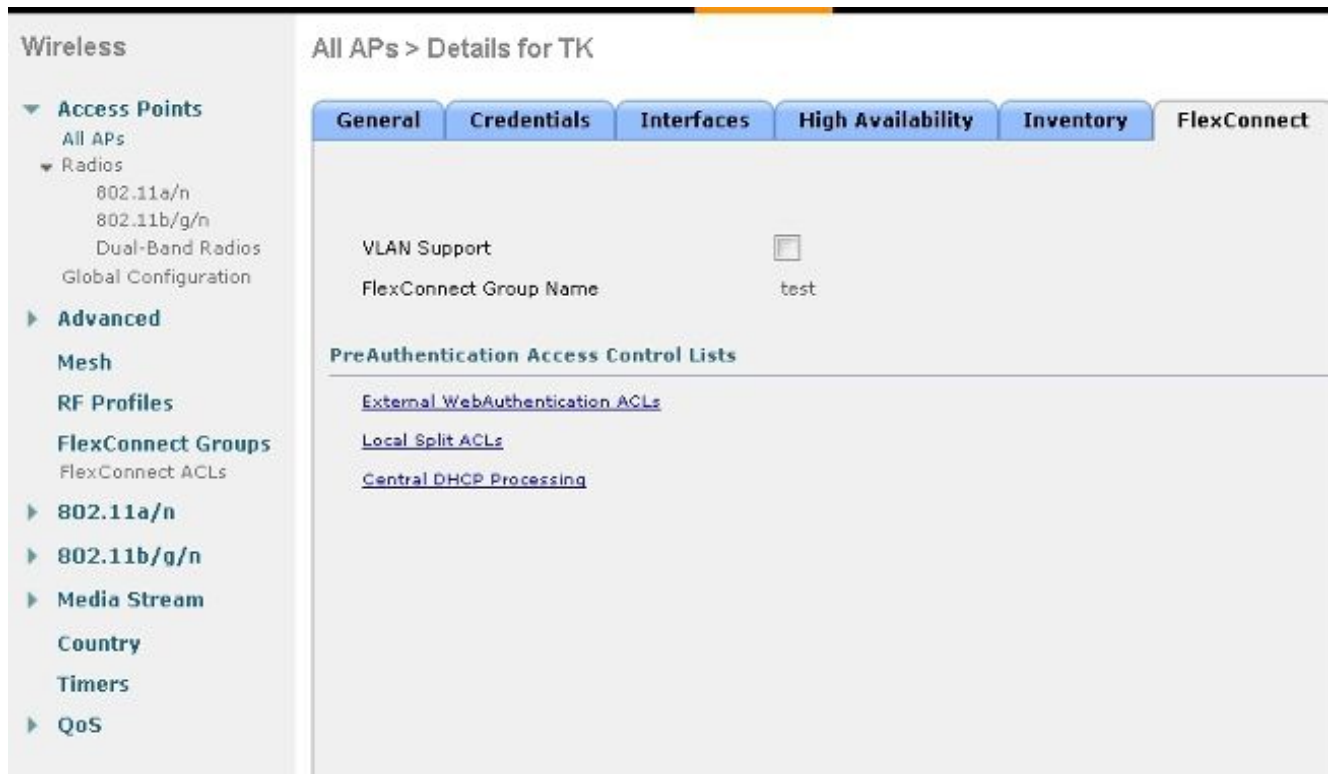 Wireless
Access Points
All APs
Radios
802.11a/n
802.11b/g/n
Dual-Band Radios
Global Configuration
Advanced
Mesh
RF Profiles
FlexConnect Groups
FlexConnect ACLs
802.11a/n
802.11b/g/n
Media Stream
Country
Timers
QoS
All APs > Details for TK
General
Credentials
Interfaces
High Availability
Inventory
FlexConnect
VLAN Support
FlexConnect Group Name test
PreAuthentication Access Control Lists
External WebAuthentication ACLs
Local Split ACLs
Central DHCP Processing